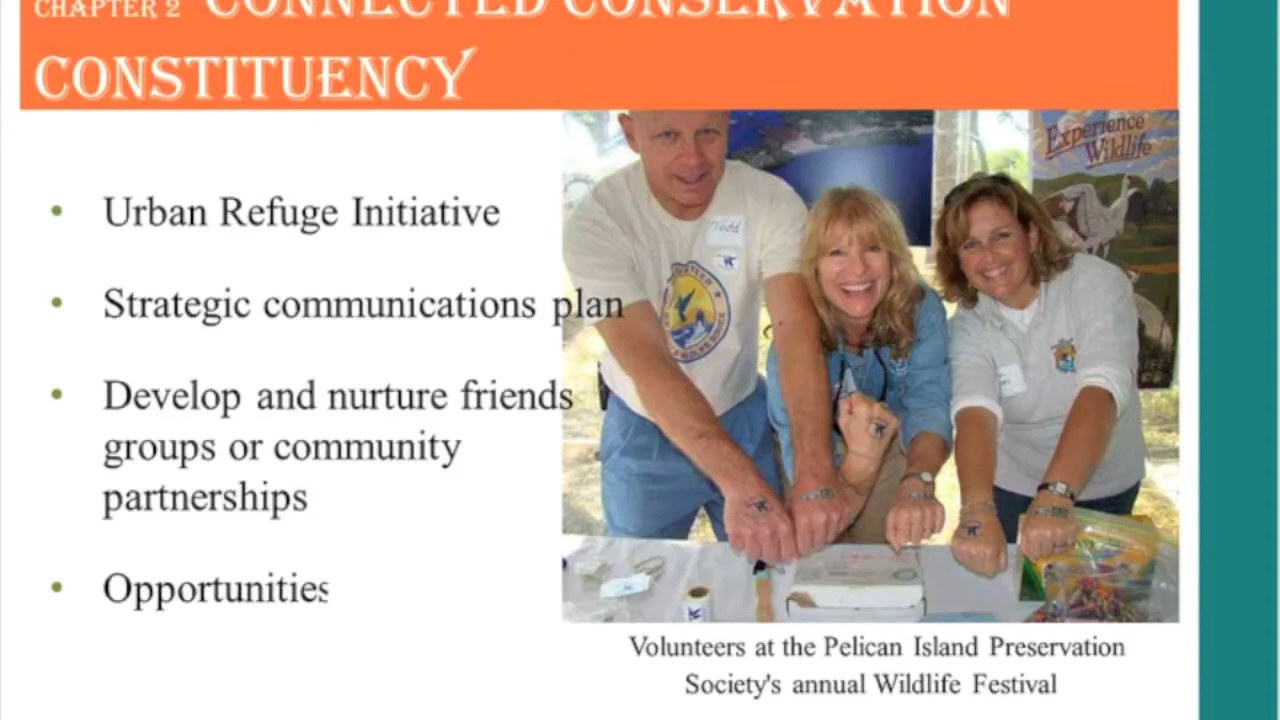 CHAPTER 2 CONNECTED CONSERVATION
CONSTITUENCY
• Urban Refuge Initiative
• Strategic communications plan
• Develop and nurture friends
groups or community
partnerships
• Opportunities
Experience
Wildlife
Todd
Volunteers at the Pelican Island Preservation
Society's annual Wildlife Festival